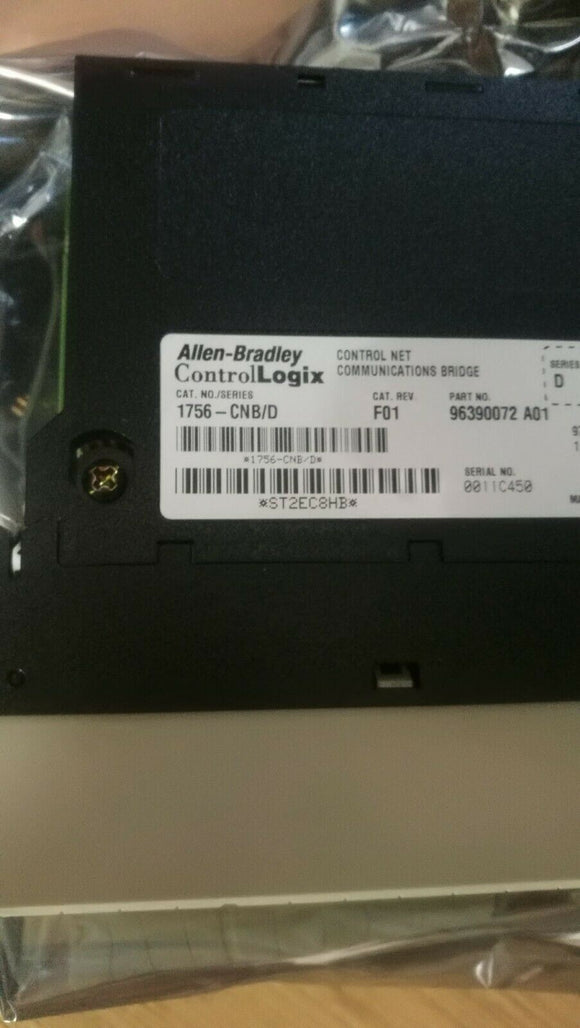 Allen-Bradley
ControlLogix
CONTROL NET
COMMUNICATIONS BRIDGE
SERIES
D
CAT. NO./SERIES CAT. REV PART NO.
1756-CNB/D F01 96390072 A01
*1756-CNB/D*
SERIAL NO.
0011C450
*ST2EC8HB*